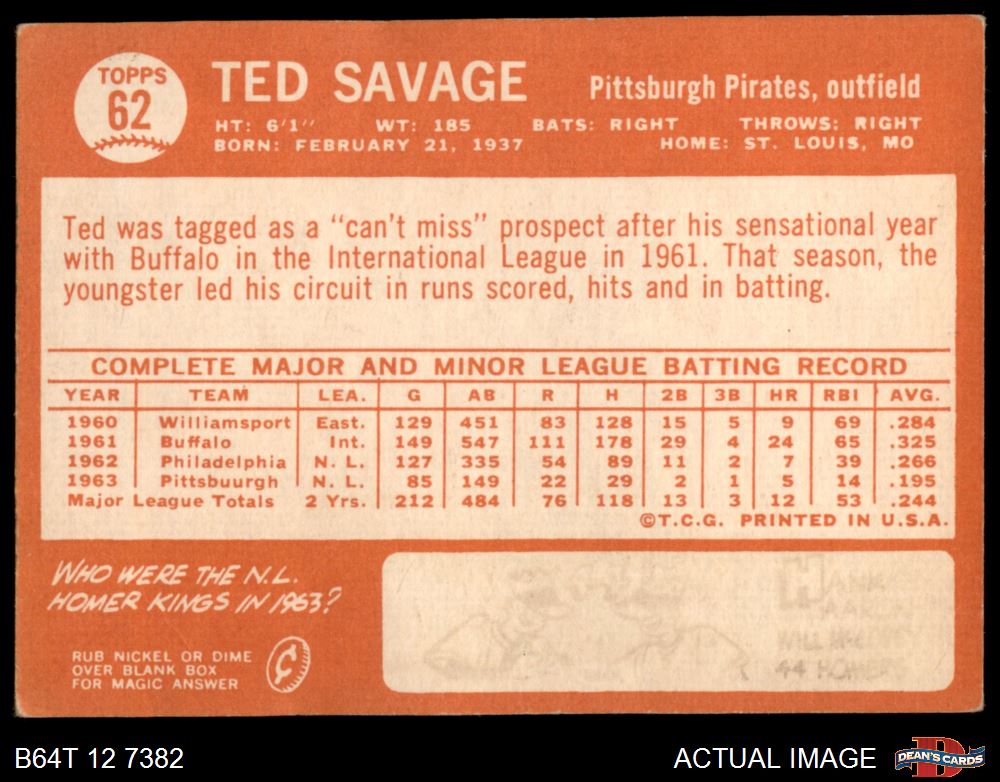 TOPPS
62
TED SAVAGE
Pittsburgh Pirates, outfield
HT: 6'1" WT: 185 BATS: RIGHT THROWS: RIGHT
BORN: FEBRUARY 21, 1937 HOME: ST. LOUIS, MO
Ted was tagged as a "can't miss" prospect after his sensational year
with Buffalo in the International League in 1961. That season, the
youngster led his circuit in runs scored, hits and in batting.
COMPLETE MAJOR AND MINOR LEAGUE BATTING RECORD
YEAR TEAM LEA. G AB R H 2B 3B HR RBI AVG.
1960 Williamsport East. 129 451 83 128 15 5 9 69 .284
1961 Buffalo Int. 149 547 111 178 29 4 24 65 .325
1962 Philadelphia N. L. 127 335 54 89 11 2 7 39 .266
1963 Pittsbuurgh N. L. 85 149 22 29 2 1 5 14 .195
Major League Totals 2 Yrs. 212 484 76 118 13 3 12 53 .244
©T.C.G. PRINTED IN U.S.A.
WHO WERE THE N.L.
HOMER KINGS IN 1963?
RUB NICKEL OR DIME
OVER BLANK BOX
FOR MAGIC ANSWER
HANK
44 HOMER
B64T 12 7382
ACTUAL IMAGE
DEAN'S CARDS